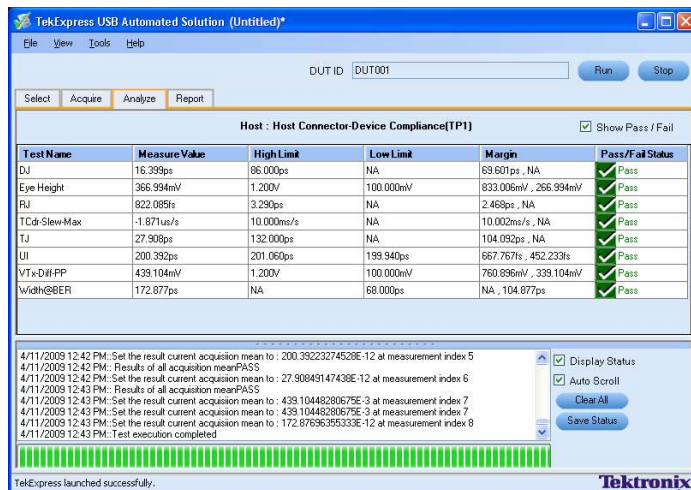 TekExpress USB Automated Solution (Untitled)*
File View Tools Help
DUT ID DUT001 Run Stop
Select Acquire Analyze Report
Host : Host Connector-Device Compliance(TP1) Show Pass / Fail
Test Name Measure Value High Limit Low Limit Margin Pass/Fail Status
DJ 16.399ps 86.000ps NA 69.601ps , NA Pass
Eye Height 366.994mV 1.200V 100.000mV 833.006mV , 266.994mV Pass
RJ 822.085fs 3.290ps NA 2.468ps , NA Pass
TCdr-Slew-Max -1.871us/s 10.000ms/s NA 10.002ms/s , NA Pass
TJ 27.908ps 132.000ps NA 104.092ps , NA Pass
UI 200.392ps 201.060ps 199.940ps 667.767fs , 452.233fs Pass
VTx-Diff-PP 439.104mV 1.200V 100.000mV 760.896mV , 339.104mV Pass
Width@BER 172.877ps NA 68.000ps NA , 104.877ps Pass
4/11/2009 12:42 PM::Set the result current acquisiion mean to : 200.39223274528E-12 at measurement index 5
4/11/2009 12:42 PM:: Results of all acquisition meanPASS
4/11/2009 12:42 PM::Set the result current acquisiion mean to : 27.90849147438E-12 at measurement index 6
4/11/2009 12:43 PM:: Results of all acquisition meanPASS
4/11/2009 12:43 PM::Set the result current acquisiion mean to : 439.10448280675E-3 at measurement index 7
4/11/2009 12:43 PM::Set the result current acquisiion mean to : 439.10448280675E-3 at measurement index 7
4/11/2009 12:43 PM::Set the result current acquisiion mean to : 172.87696355333E-12 at measurement index 8
4/11/2009 12:43 PM::Test execution completed
Display Status
Auto Scroll
Clear All
Save Status
TekExpress launched successfully.
Tektronix